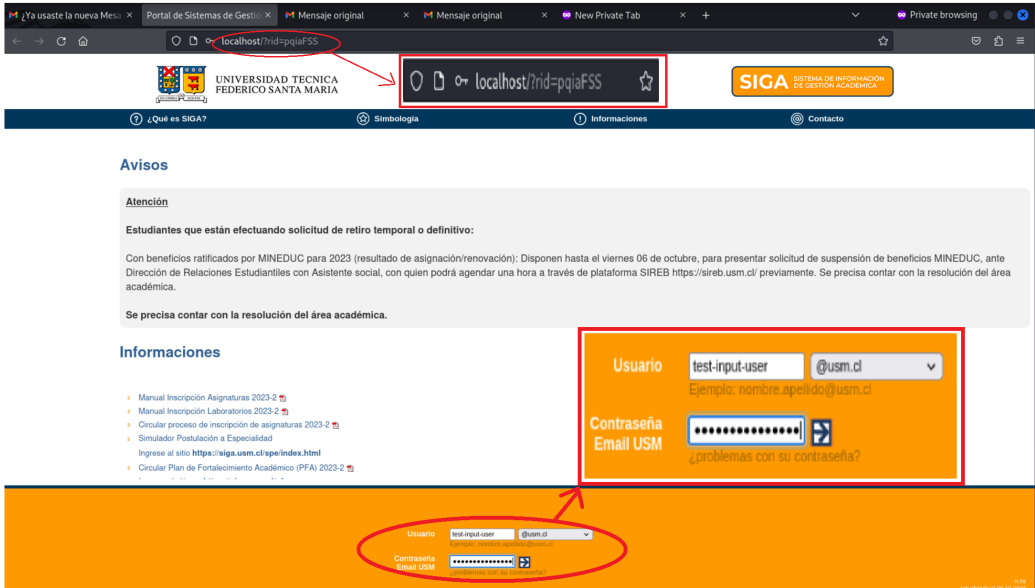 ¿Ya usaste la nueva Mesa
Portal de Sistemas de Gestió
Mensaje original
Mensaje original
New Private Tab
Private browsing
localhost/?rid=pqiaFSS
localhost/?rid=pqiaFSS
UNIVERSIDAD TECNICA
FEDERICO SANTA MARIA
SIGA SISTEMA DE INFORMACIÓN
DE GESTIÓN ACADÉMICA
¿Qué es SIGA?
Simbología
Informaciones
Contacto
Avisos
Atención
Estudiantes que están efectuando solicitud de retiro temporal o definitivo:
Con beneficios ratificados por MINEDUC para 2023 (resultado de asignación/renovación): Disponen hasta el viernes 06 de octubre, para presentar solicitud de suspensión de beneficios MINEDUC, ante
Dirección de Relaciones Estudiantiles con Asistente social, con quien podrá agendar una hora a través de plataforma SIREB https://sireb.usm.cl/ previamente. Se precisa contar con la resolución del área
académica.
Se precisa contar con la resolución del área académica.
Informaciones
Manual Inscripción Asignaturas 2023-2
Manual Inscripción Laboratorios 2023-2
Circular proceso de inscripción de asignaturas 2023-2
Simulador Postulación a Especialidad
Ingrese al sitio https://siga.usm.cl/spe/index.html
Circular Plan de Fortalecimiento Académico (PFA) 2023-2
Usuario
test-input-user
@usm.cl
Ejemplo: nombre.apellido@usm.cl
Contraseña
Email USM
¿problemas con su contraseña?
Usuario
test-input-user
@usm.cl
Ejemplo: nombre.apellido@usm.cl
Contraseña
Email USM
¿problemas con su contraseña?